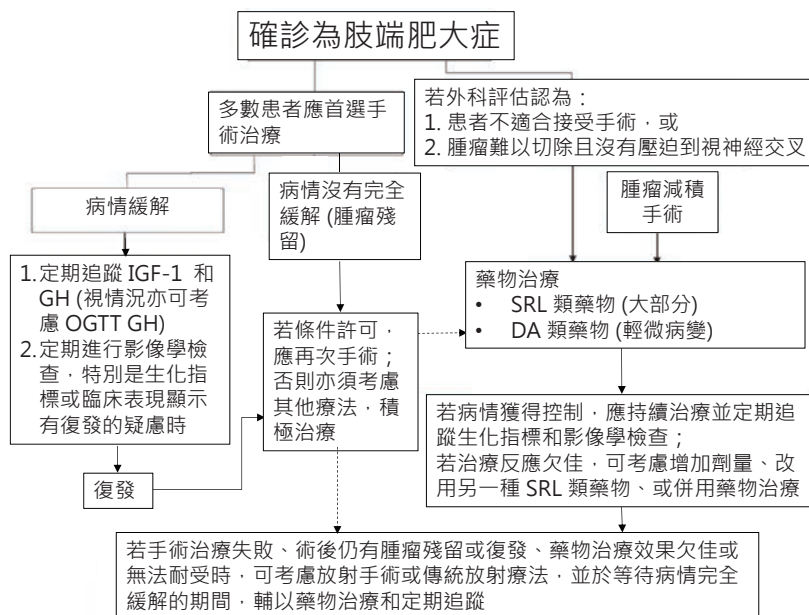 確診為肢端肥大症
多數患者應首選手
術治療
若外科評估認為：
1. 患者不適合接受手術，或
2. 腫瘤難以切除且沒有壓迫到視神經交叉
病情緩解
病情沒有完全
緩解 (腫瘤殘
留)
腫瘤減積
手術
1.定期追蹤 IGF-1 和
GH (視情況亦可考
慮 OGTT GH)
2.定期進行影像學檢
查，特別是生化指
標或臨床表現顯示
有復發的疑慮時
藥物治療
• SRL 類藥物 (大部分)
• DA 類藥物 (輕微病變)
若條件許可，
應再次手術；
否則亦須考慮
其他療法，積
極治療
復發
若病情獲得控制，應持續治療並定期追
蹤生化指標和影像學檢查；
若治療反應欠佳，可考慮增加劑量、改
用另一種 SRL 類藥物、或併用藥物治療
若手術治療失敗、術後仍有腫瘤殘留或復發、藥物治療效果欠佳或
無法耐受時，可考慮放射手術或傳統放射療法，並於等待病情完全
緩解的期間，輔以藥物治療和定期追蹤